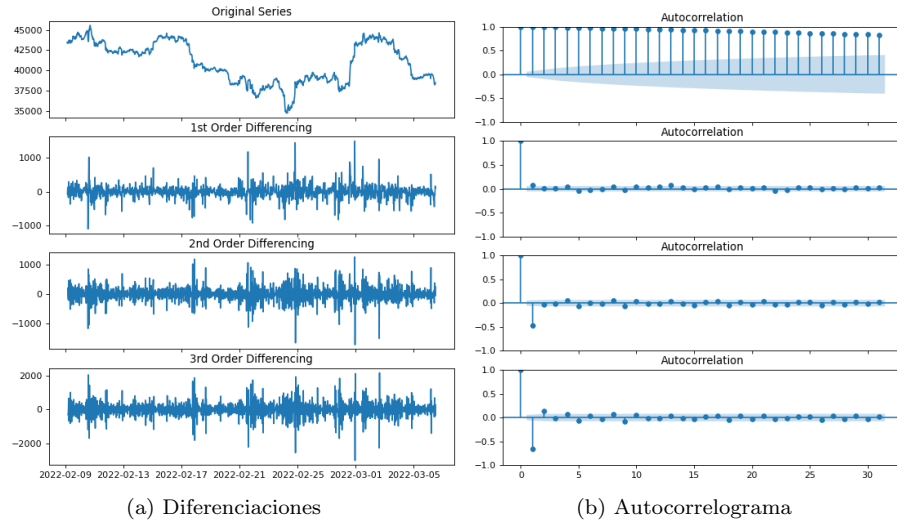 Original Series
45000
42500
40000
37500
35000
1st Order Differencing
1000
0
−1000
2nd Order Differencing
1000
0
−1000
3rd Order Differencing
2000
0
−2000
2022-02-09 2022-02-13 2022-02-17 2022-02-21 2022-02-25 2022-03-01 2022-03-05
(a) Diferenciaciones
Autocorrelation
1.0
0.5
0.0
−0.5
−1.0
Autocorrelation
1.0
0.5
0.0
−0.5
−1.0
Autocorrelation
1.0
0.5
0.0
−0.5
−1.0
Autocorrelation
1.0
0.5
0.0
−0.5
−1.0
0 5 10 15 20 25 30
(b) Autocorrelograma